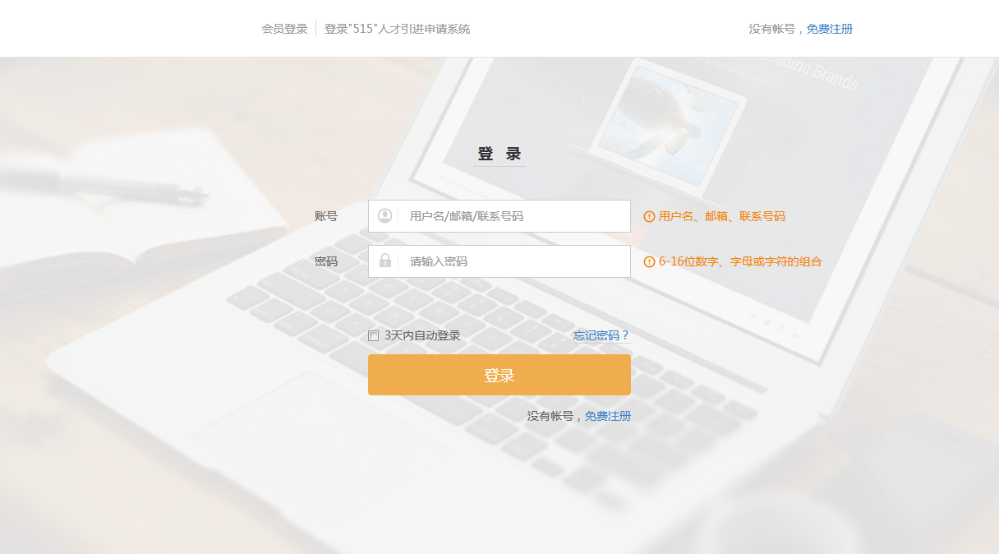 会员登录 登录"515"人才引进申请系统 没有帐号，免费注册
Leading Brands
登 录
账号 用户名/邮箱/联系号码 用户名、邮箱、联系号码
密码 请输入密码 6-16位数字、字母或字符的组合
3天内自动登录 忘记密码？
登录
没有帐号，免费注册